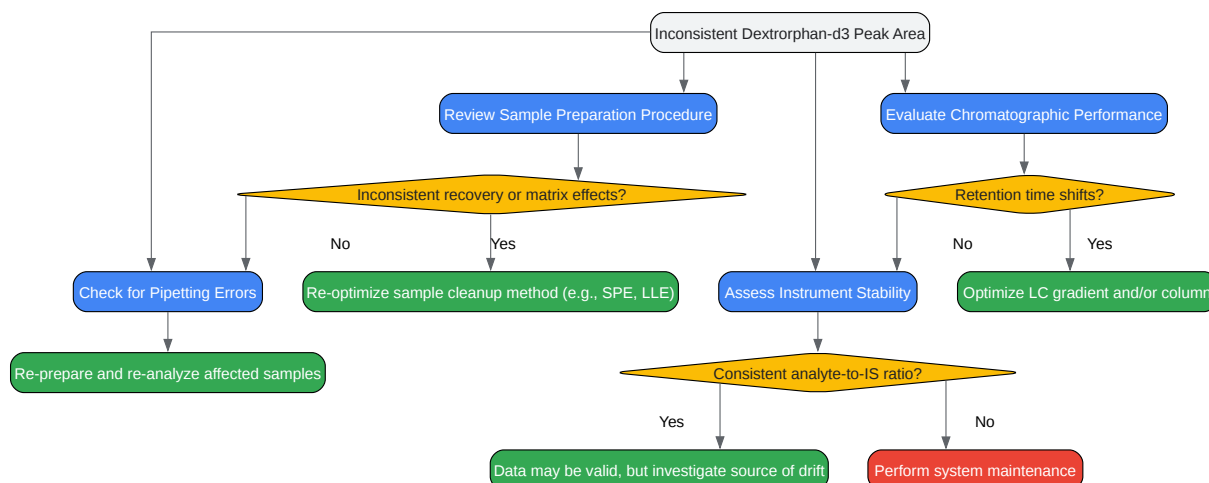 Inconsistent Dextrorphan-d3 Peak Area
Review Sample Preparation Procedure
Evaluate Chromatographic Performance
Inconsistent recovery or matrix effects?
Retention time shifts?
No
Yes
No
Yes
Check for Pipetting Errors
Re-optimize sample cleanup method (e.g., SPE, LLE)
Assess Instrument Stability
Optimize LC gradient and/or column
Re-prepare and re-analyze affected samples
Consistent analyte-to-IS ratio?
Yes
No
Data may be valid, but investigate source of drift
Perform system maintenance